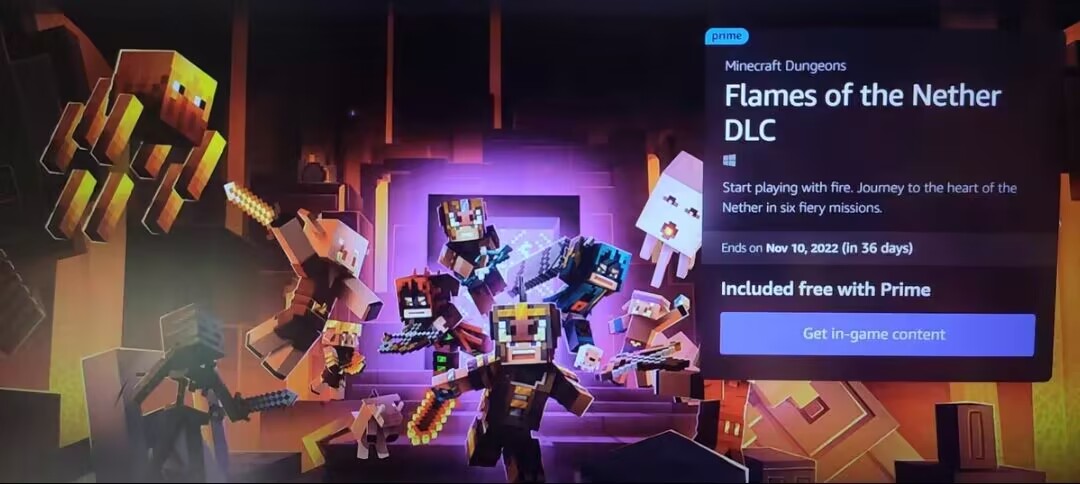 prime
Minecraft Dungeons
Flames of the Nether
DLC
Start playing with fire. Journey to the heart of the
Nether in six fiery missions.
Ends on Nov 10, 2022 (in 36 days)
Included free with Prime
Get in-game content